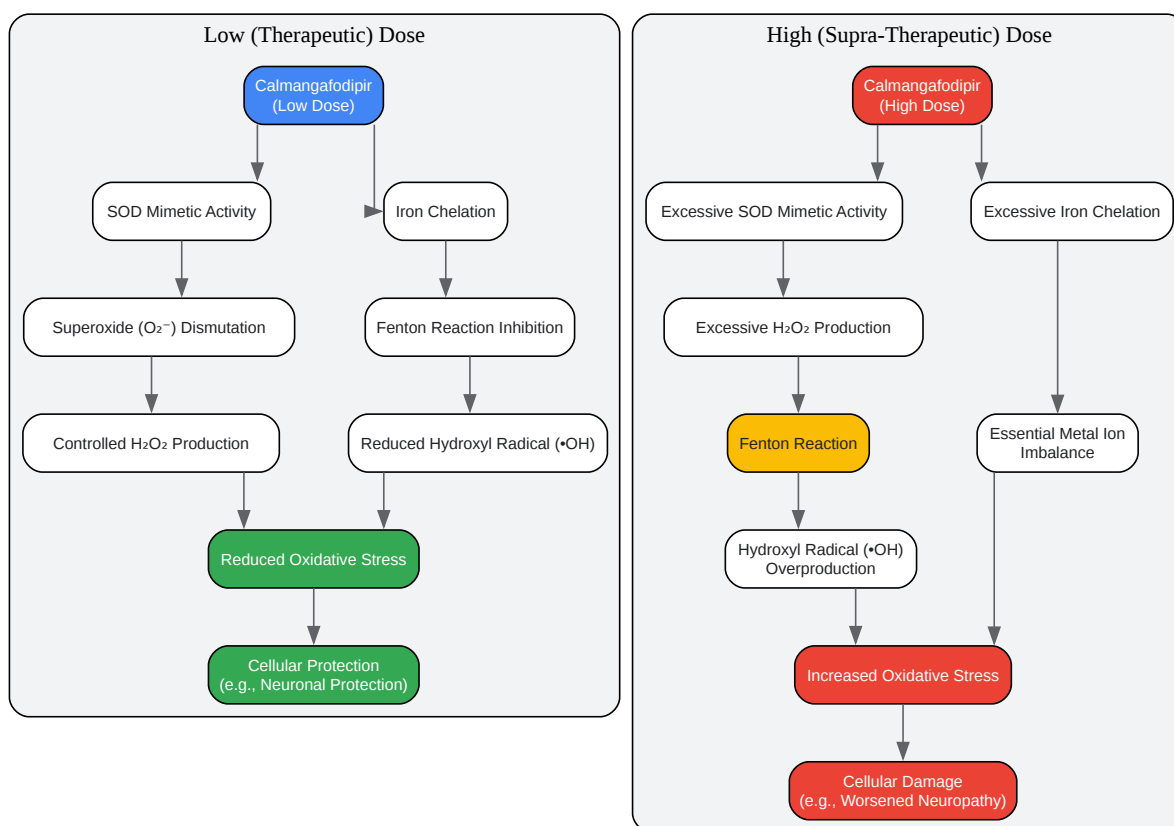 Low (Therapeutic) Dose
Calmangafodipir
(Low Dose)
SOD Mimetic Activity
Iron Chelation
Superoxide (O₂⁻) Dismutation
Fenton Reaction Inhibition
Controlled H₂O₂ Production
Reduced Hydroxyl Radical (•OH)
Reduced Oxidative Stress
Cellular Protection
(e.g., Neuronal Protection)
High (Supra-Therapeutic) Dose
Calmangafodipir
(High Dose)
Excessive SOD Mimetic Activity
Excessive Iron Chelation
Excessive H₂O₂ Production
Fenton Reaction
Essential Metal Ion
Imbalance
Hydroxyl Radical (•OH)
Overproduction
Increased Oxidative Stress
Cellular Damage
(e.g., Worsened Neuropathy)